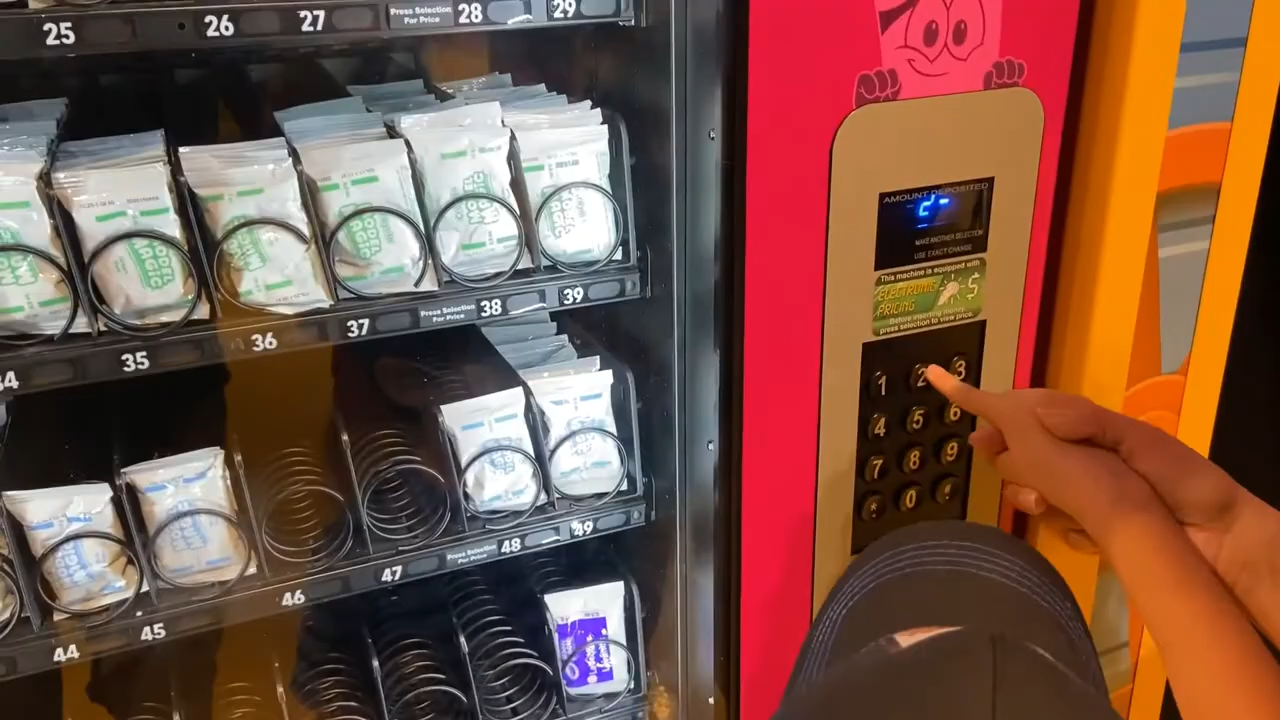 25
26
27
Press Selection
For Price
28
29
AMOUNT DEPOSITED
MAKE ANOTHER SELECTION
USE EXACT CHANGE
This machine is equipped with
ELECTRONIC
PRICING
Before inserting money,
press selection to view price.
34
35
36
37
Press Selection
For Price
38
39
MODEL
MAGIC
1
2
3
4
5
6
7
8
9
*
0
44
45
46
47
Press Selection
For Price
48
49